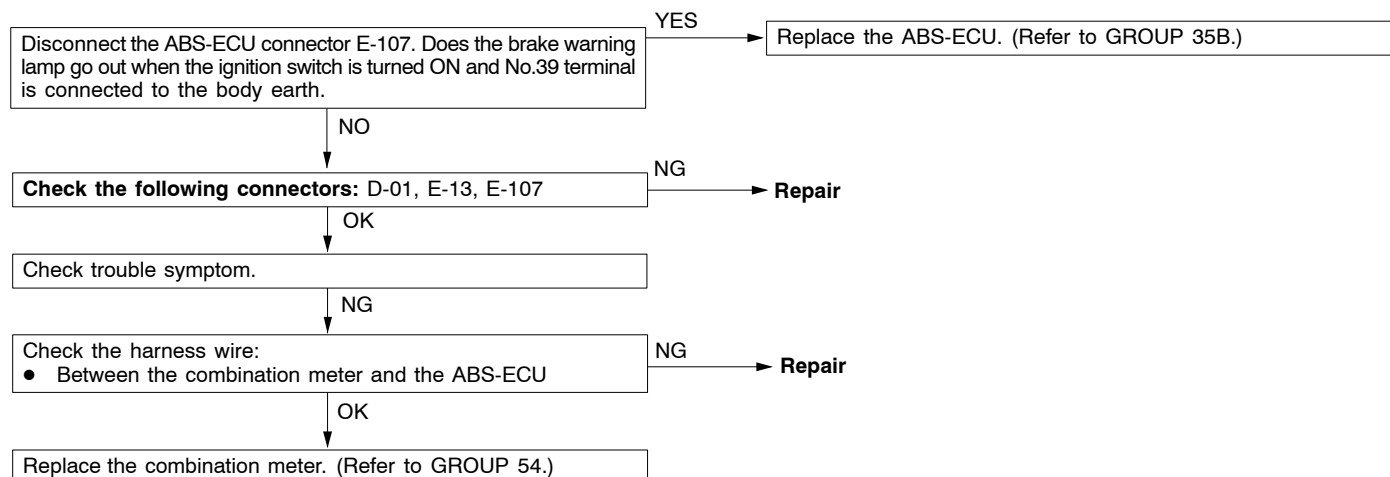 YES
Disconnect the ABS-ECU connector E-107. Does the brake warning
lamp go out when the ignition switch is turned ON and No.39 terminal
is connected to the body earth.
Replace the ABS-ECU. (Refer to GROUP 35B.)
NO
NG
Check the following connectors: D-01, E-13, E-107
Repair
OK
Check trouble symptom.
NG
Check the harness wire:
● Between the combination meter and the ABS-ECU
NG
Repair
OK
Replace the combination meter. (Refer to GROUP 54.)